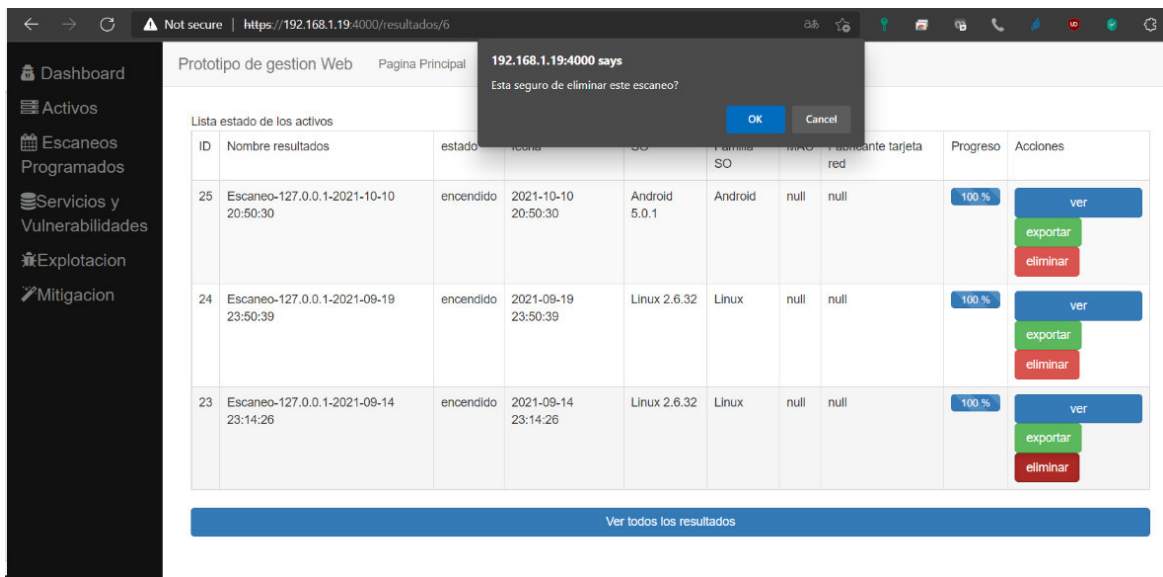 Not secure | https://192.168.1.19:4000/resultados/6
Dashboard
Activos
Escaneos
Programados
Servicios y
Vulnerabilidades
Explotacion
Mitigacion
Prototipo de gestion Web Pagina Principal
192.168.1.19:4000 says
Esta seguro de eliminar este escaneo?
OK Cancel
Lista estado de los activos
ID Nombre resultados estado SO MAC tarjeta Progreso Acciones
SO red
25 Escaneo-127.0.0.1-2021-10-10 encendido 2021-10-10 Android Android null null 100 % ver
20:50:30 20:50:30 5.0.1
exportar
eliminar
24 Escaneo-127.0.0.1-2021-09-19 encendido 2021-09-19 Linux 2.6.32 Linux null null 100 % ver
23:50:39 23:50:39
exportar
eliminar
23 Escaneo-127.0.0.1-2021-09-14 encendido 2021-09-14 Linux 2.6.32 Linux null null 100 % ver
23:14:26 23:14:26
exportar
eliminar
Ver todos los resultados